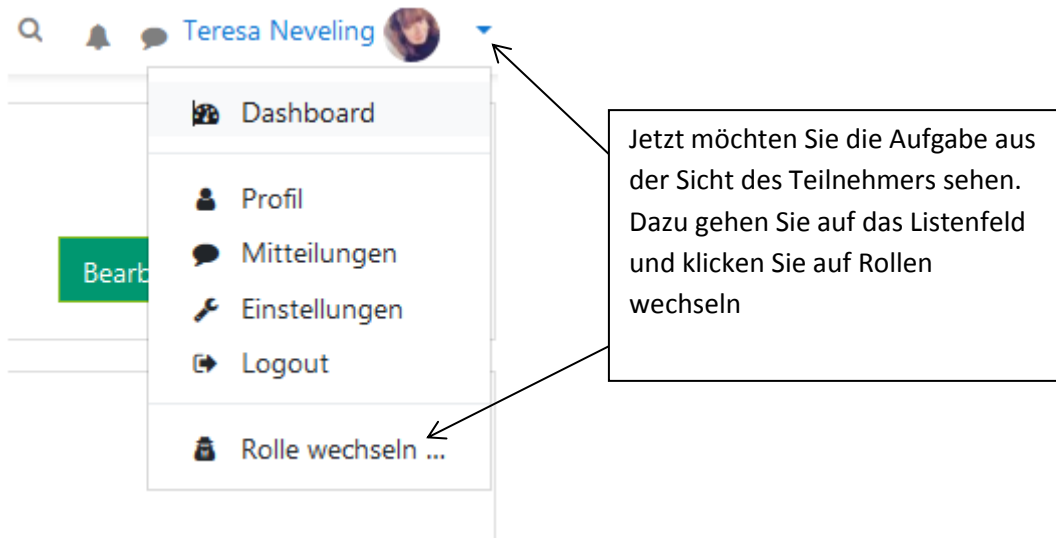 Teresa Neveling
Dashboard
Profil
Mitteilungen
Einstellungen
Logout
Rolle wechseln ...
Bearb
Jetzt möchten Sie die Aufgabe aus
der Sicht des Teilnehmers sehen.
Dazu gehen Sie auf das Listenfeld
und klicken Sie auf Rollen
wechseln